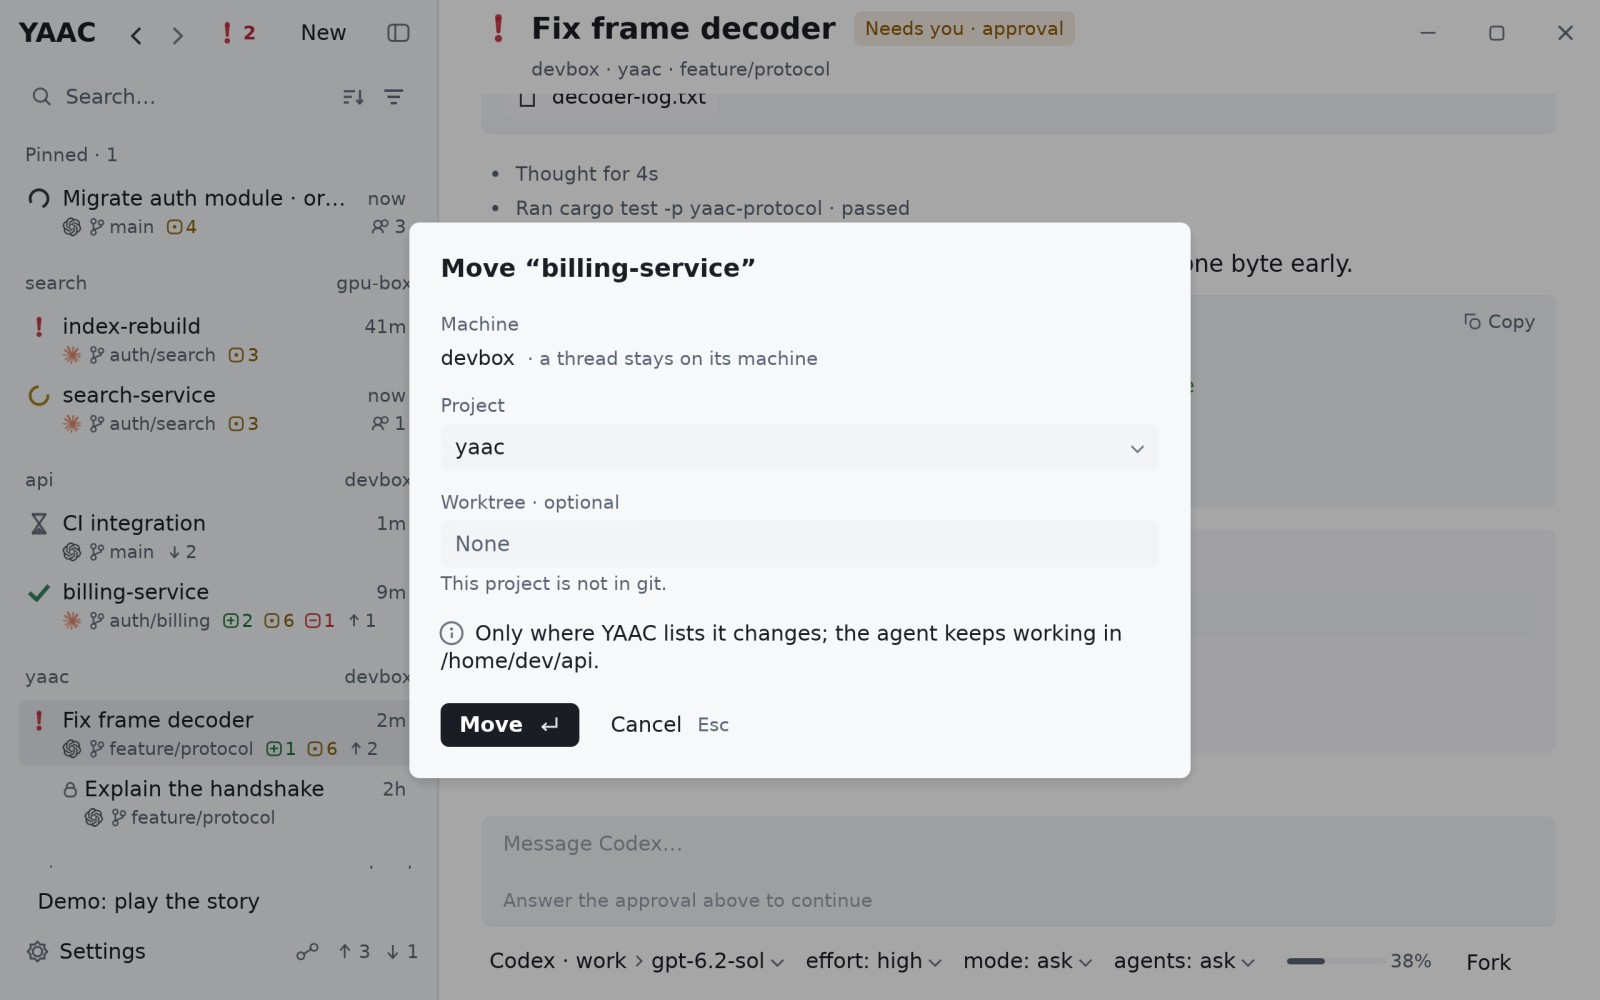 YAAC 2 New
Search…
Pinned · 1
Migrate auth module · or… now
main 4 3
search gpu-box
index-rebuild 41m
auth/search 3
search-service now
auth/search 3 1
api devbox
CI integration 1m
main ↓ 2
billing-service 9m
auth/billing 2 6 1 ↑ 1
yaac devbox
Fix frame decoder 2m
feature/protocol 1 6 ↑ 2
Explain the handshake 2h
feature/protocol
Demo: play the story
Settings ↑ 3 ↓ 1
Fix frame decoder Needs you · approval
devbox · yaac · feature/protocol
decoder-log.txt
• Thought for 4s
• Ran cargo test -p yaac-protocol · passed
one byte early.
Copy
Move “billing-service”
Machine
devbox · a thread stays on its machine
Project
yaac
Worktree · optional
None
This project is not in git.
Only where YAAC lists it changes; the agent keeps working in
/home/dev/api.
Move Cancel Esc
Message Codex…
Answer the approval above to continue
Codex · work › gpt-6.2-sol effort: high mode: ask agents: ask 38% Fork